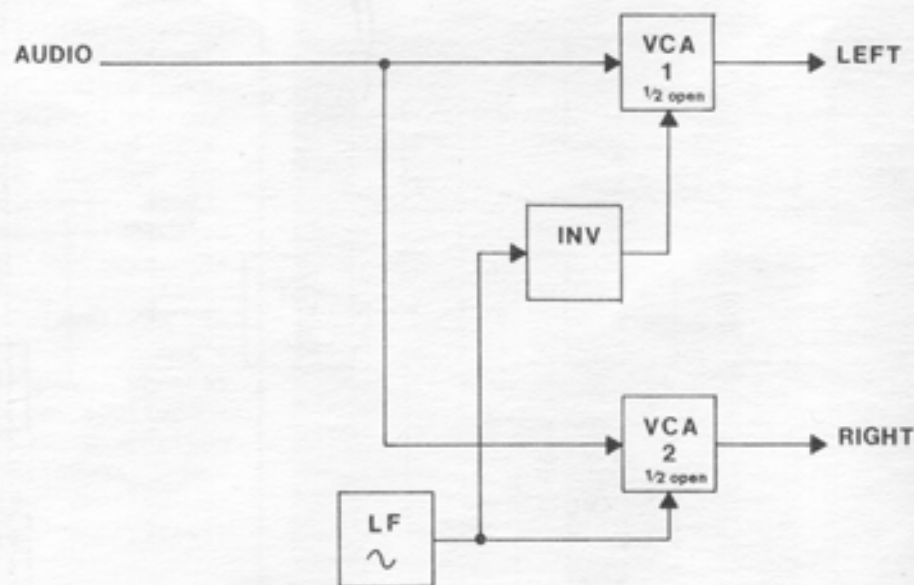 AUDIO
VCA
1
1/2 open
LEFT
INV
VCA
2
1/2 open
RIGHT
LF